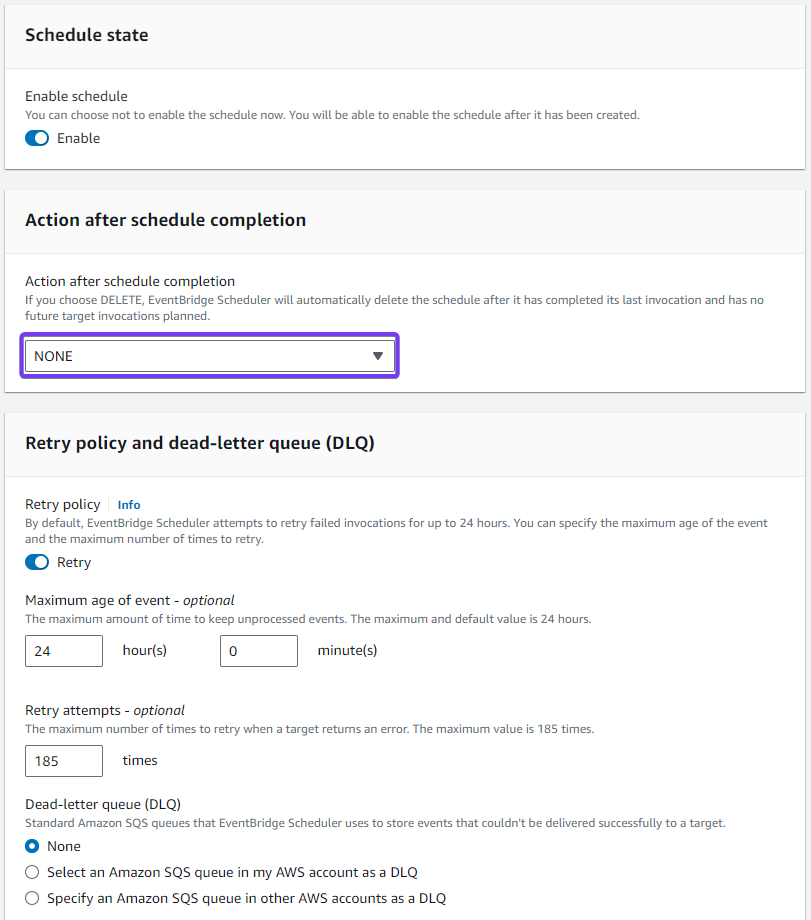 Schedule state
Enable schedule
You can choose not to enable the schedule now. You will be able to enable the schedule after it has been created.
Enable
Action after schedule completion
Action after schedule completion
If you choose DELETE, EventBridge Scheduler will automatically delete the schedule after it has completed its last invocation and has no
future target invocations planned.
NONE
Retry policy and dead-letter queue (DLQ)
Retry policy Info
By default, EventBridge Scheduler attempts to retry failed invocations for up to 24 hours. You can specify the maximum age of the event
and the maximum number of times to retry.
Retry
Maximum age of event - optional
The maximum amount of time to keep unprocessed events. The maximum and default value is 24 hours.
24 hour(s) 0 minute(s)
Retry attempts - optional
The maximum number of times to retry when a target returns an error. The maximum value is 185 times.
185 times
Dead-letter queue (DLQ)
Standard Amazon SQS queues that EventBridge Scheduler uses to store events that couldn't be delivered successfully to a target.
None
Select an Amazon SQS queue in my AWS account as a DLQ
Specify an Amazon SQS queue in other AWS accounts as a DLQ